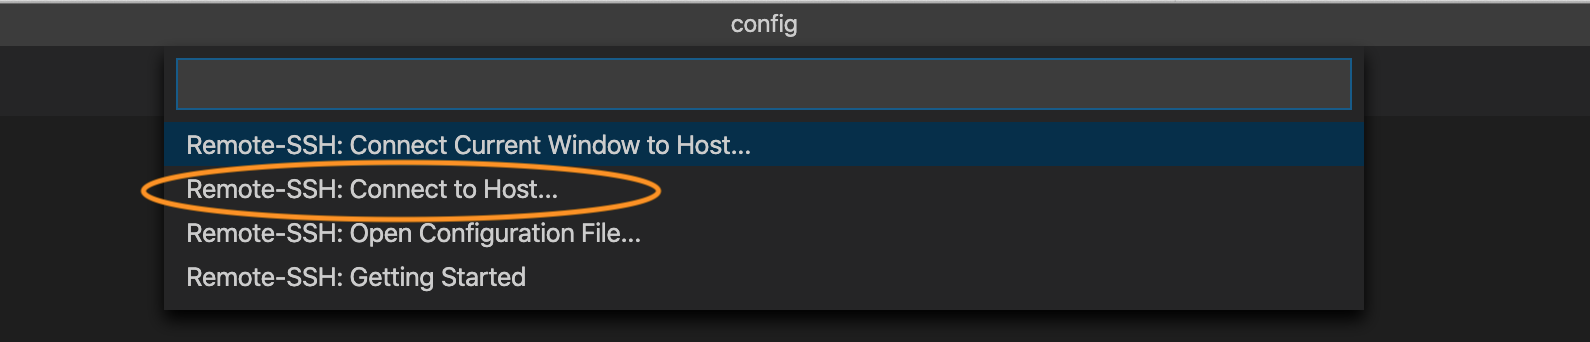 config
Remote-SSH: Connect Current Window to Host...
Remote-SSH: Connect to Host...
Remote-SSH: Open Configuration File...
Remote-SSH: Getting Started